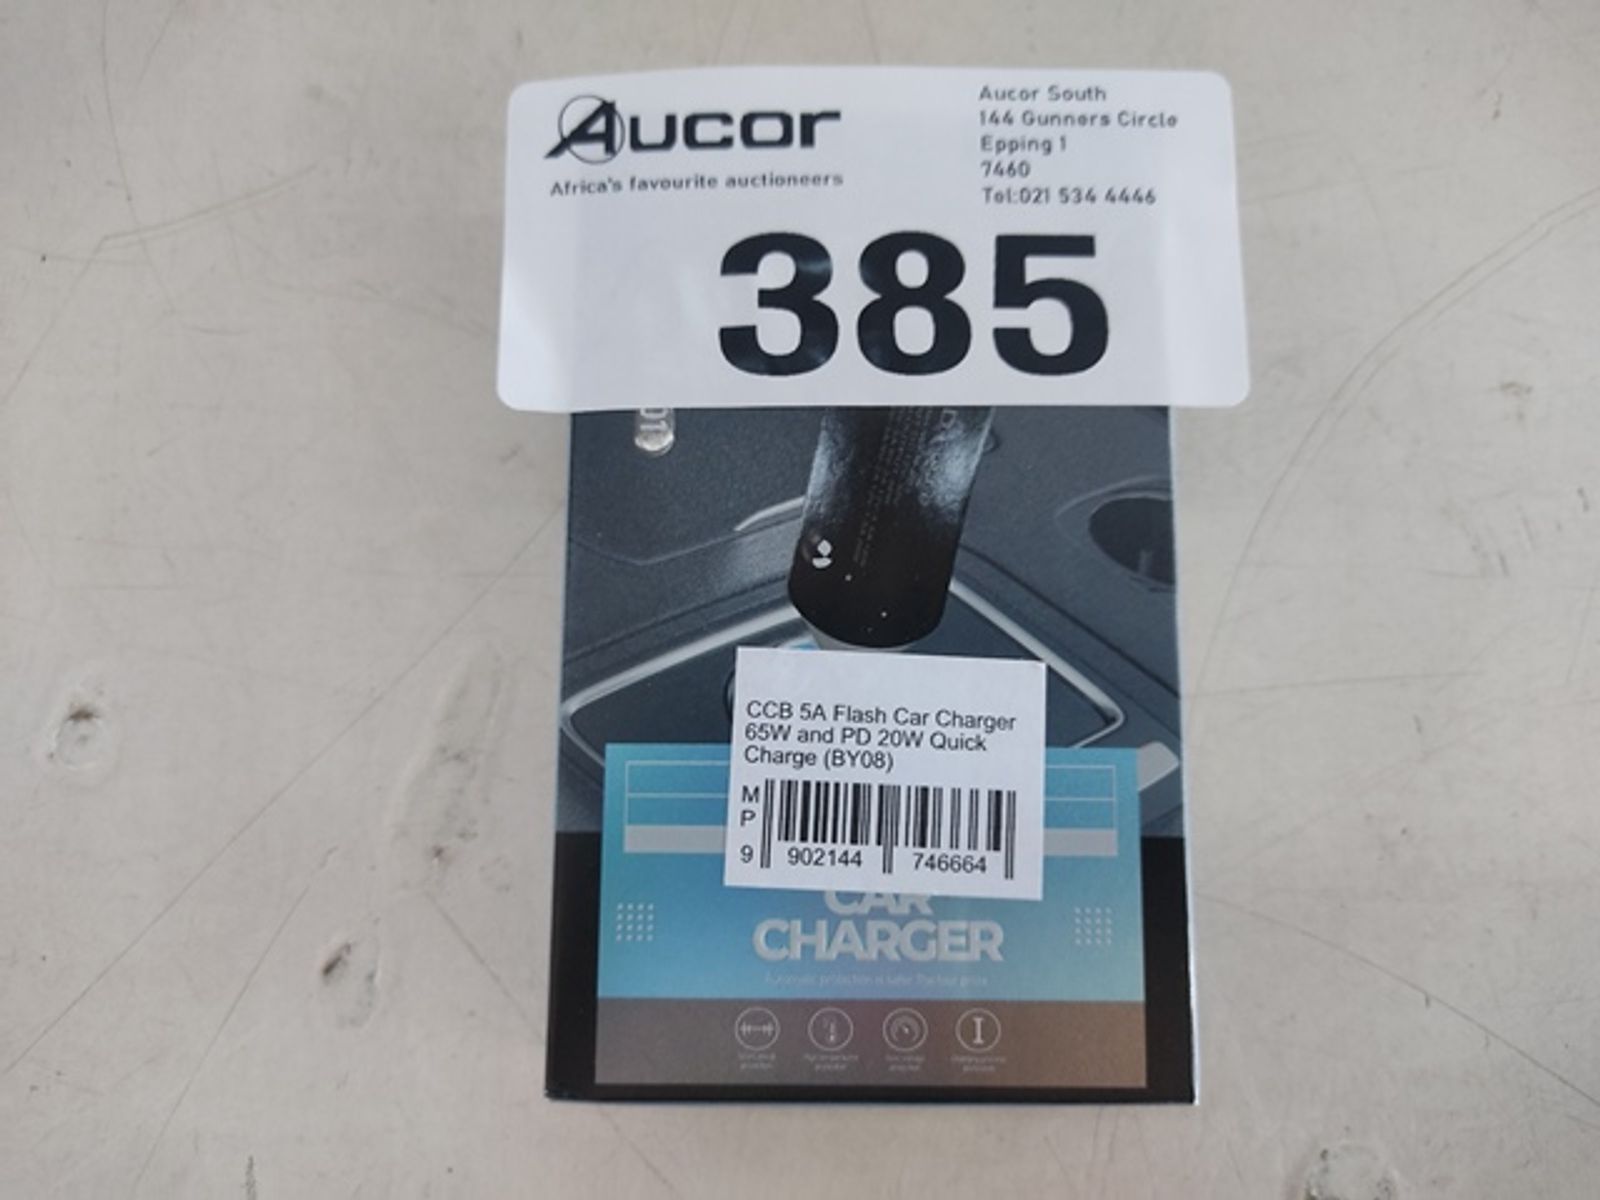 Aucor
Africa's favourite auctioneers
Aucor South
144 Gunners Circle
Epping 1
7460
Tel:021 534 4446
385
CCB 5A Flash Car Charger
65W and PD 20W Quick
Charge (BY08)
MP
9 902144 746664
CAR
CHARGER